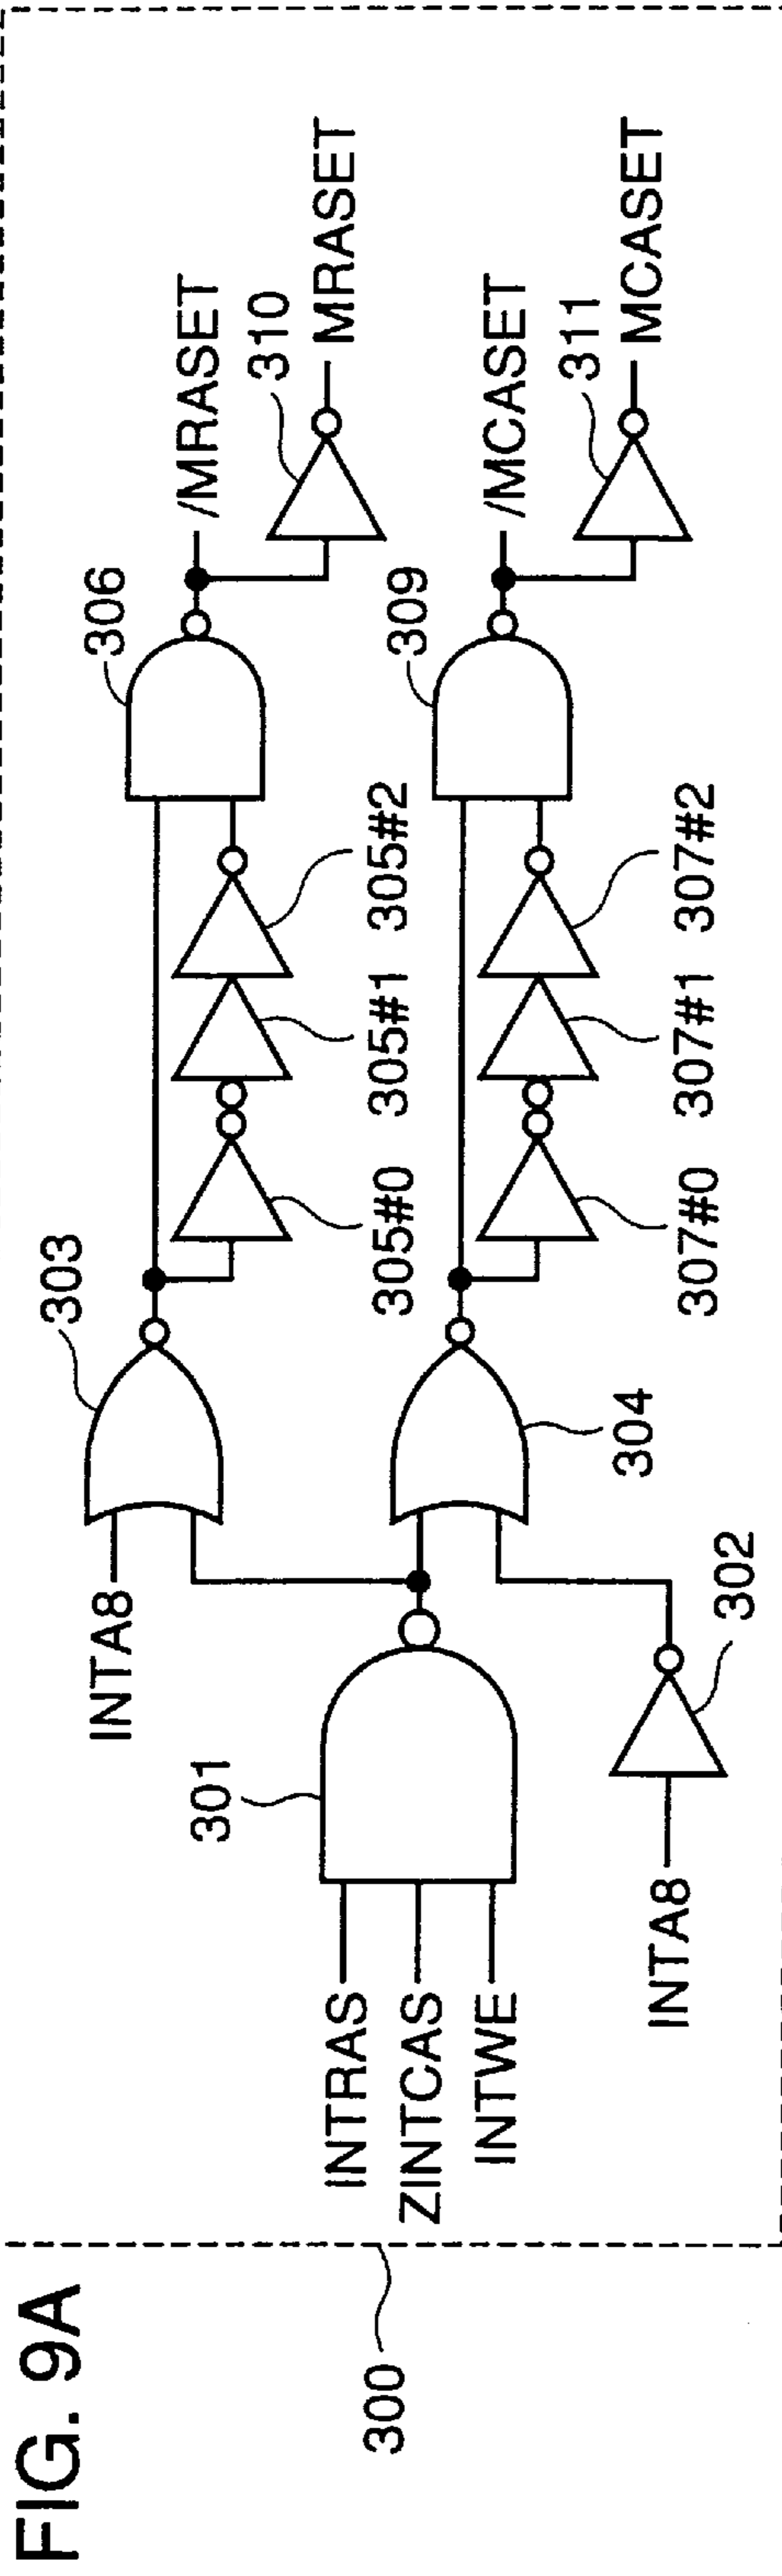 FIG. 9A
300
INTRAS
ZINTCAS
INTWE
301
INTA8
INTA8
302
303
304
305#0
305#1
305#2
306
/MRASET
310
MRASET
307#0
307#1
307#2
309
/MCASET
311
MCASET